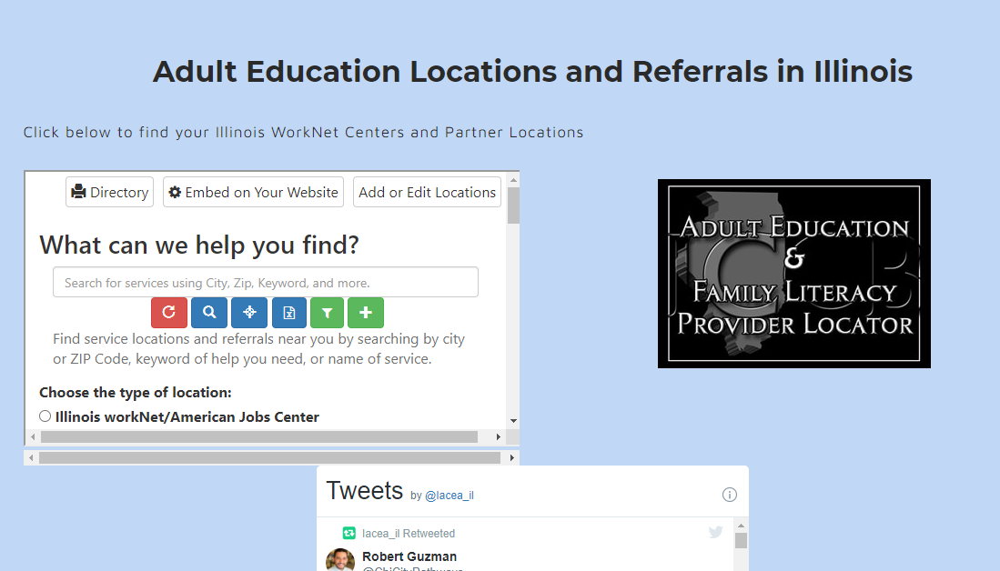 Adult Education Locations and Referrals in Illinois
Click below to find your Illinois WorkNet Centers and Partner Locations
Directory
Embed on Your Website
Add or Edit Locations
What can we help you find?
Search for services using City, Zip, Keyword, and more.
Find service locations and referrals near you by searching by city
or ZIP Code, keyword of help you need, or name of service.
Choose the type of location:
Illinois workNet/American Jobs Center
ADULT EDUCATION
&
FAMILY LITERACY
PROVIDER LOCATOR
Tweets by @Iacea_il
Iacea_il Retweeted
Robert Guzman